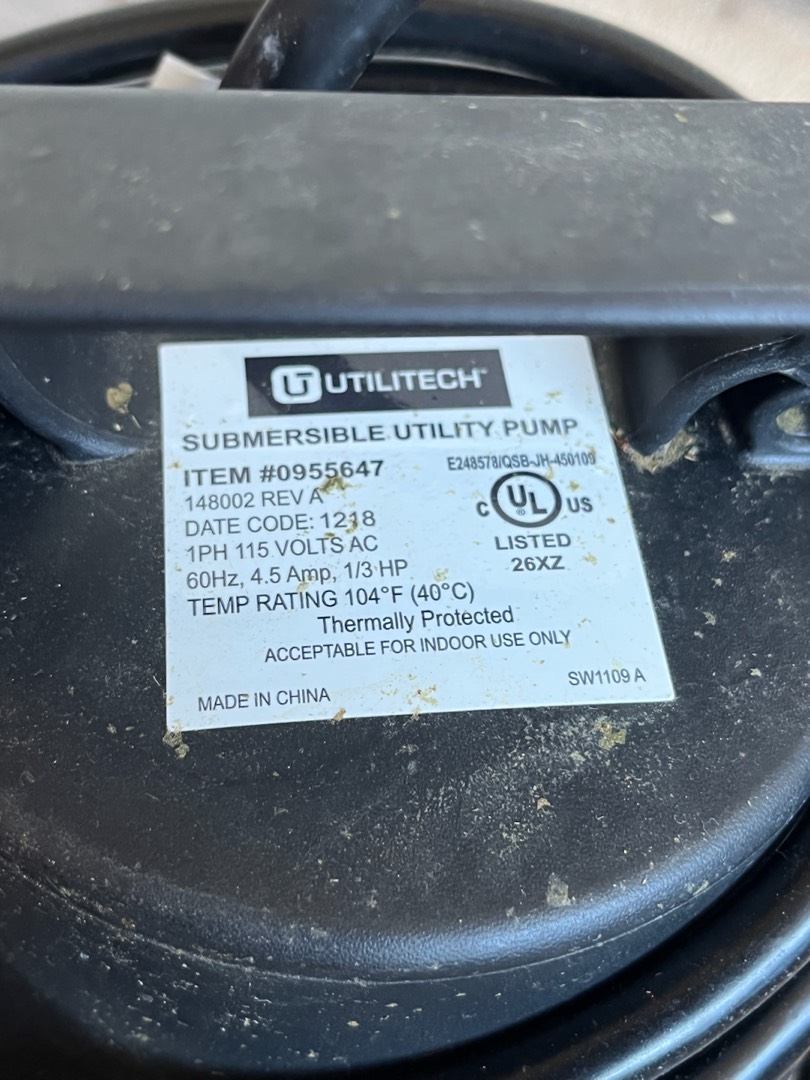 UT UTILITECH™
SUBMERSIBLE UTILITY PUMP
ITEM #0955647
E248578/QSB-JH-450109
148002 REV A
DATE CODE: 1218
1PH 115 VOLTS AC
60Hz, 4.5 Amp, 1/3 HP
C UL® US
LISTED
26XZ
TEMP RATING 104°F (40°C)
Thermally Protected
ACCEPTABLE FOR INDOOR USE ONLY
MADE IN CHINA
SW1109 A